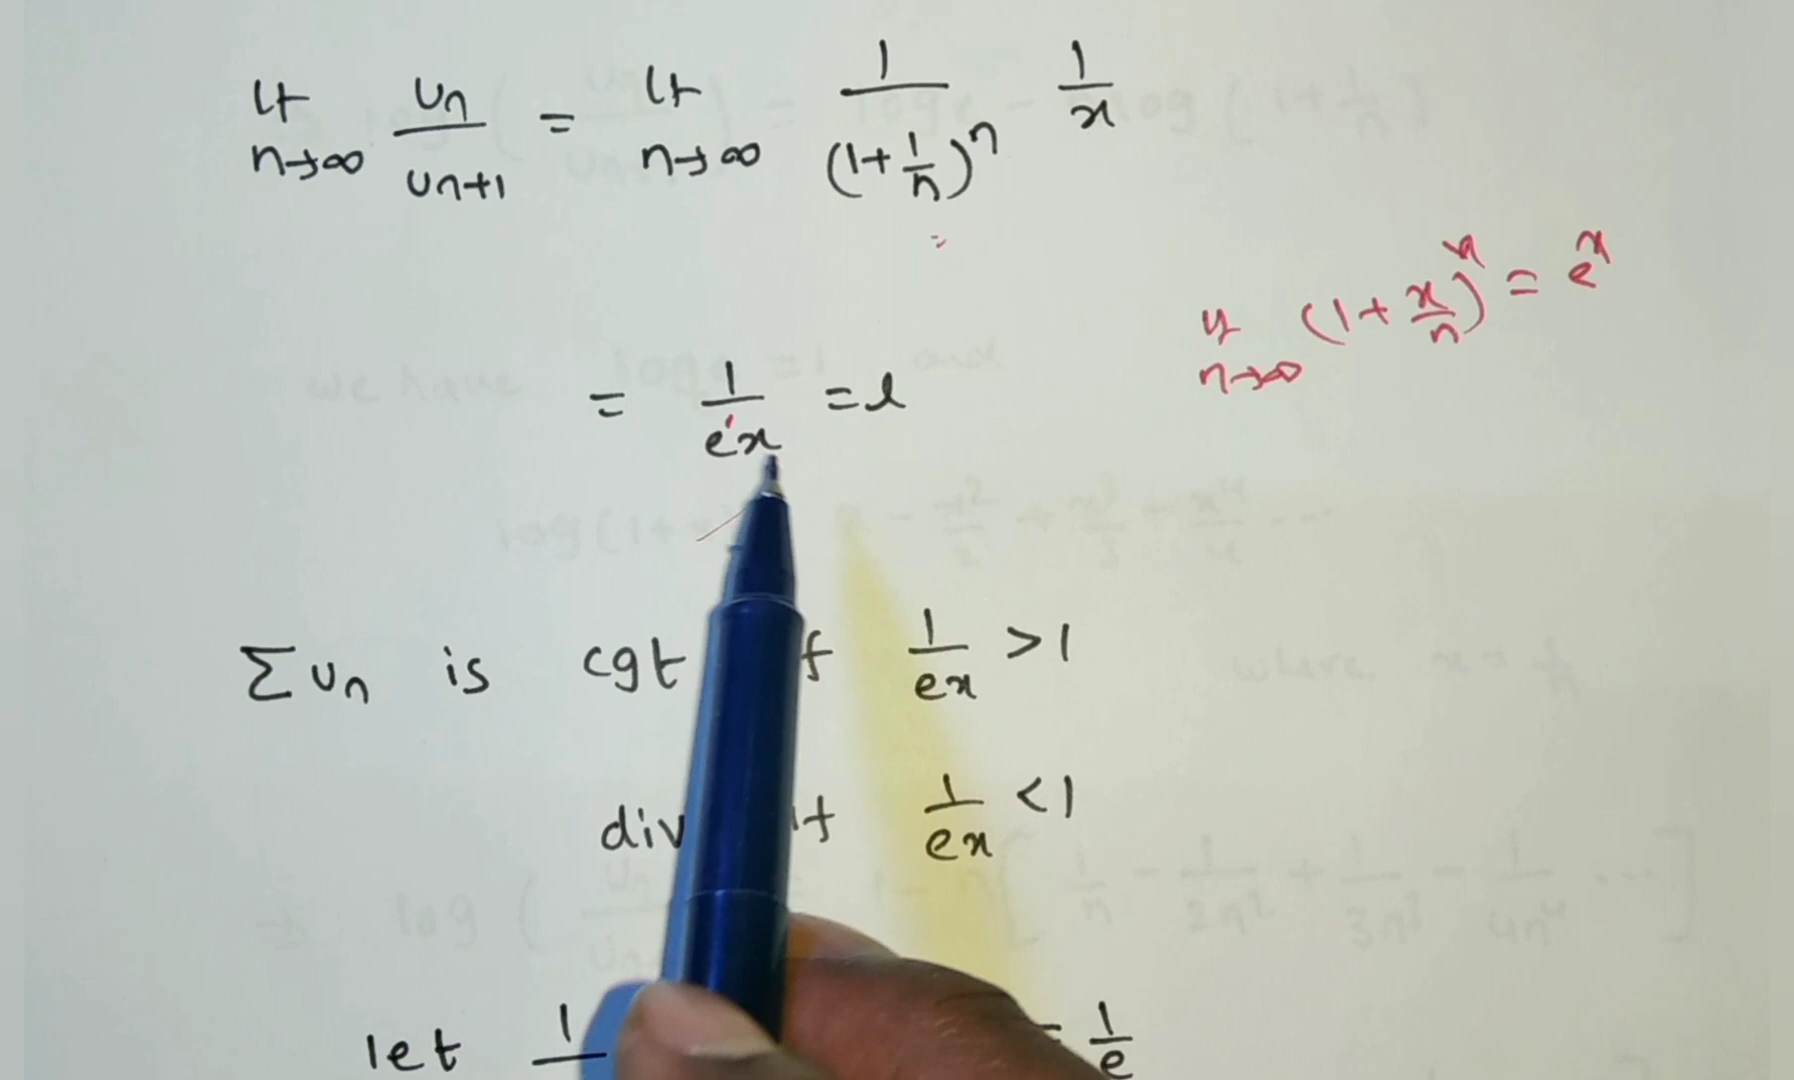 lt n→∞ un/un+1 = lt n→∞ 1/(1+1/n)^n 1/x
lt n→∞ (1+x/n)^n = e^x
= 1/e'x = l
Σun is cgt if 1/ex > 1
div if 1/ex < 1
let 1 = 1/e